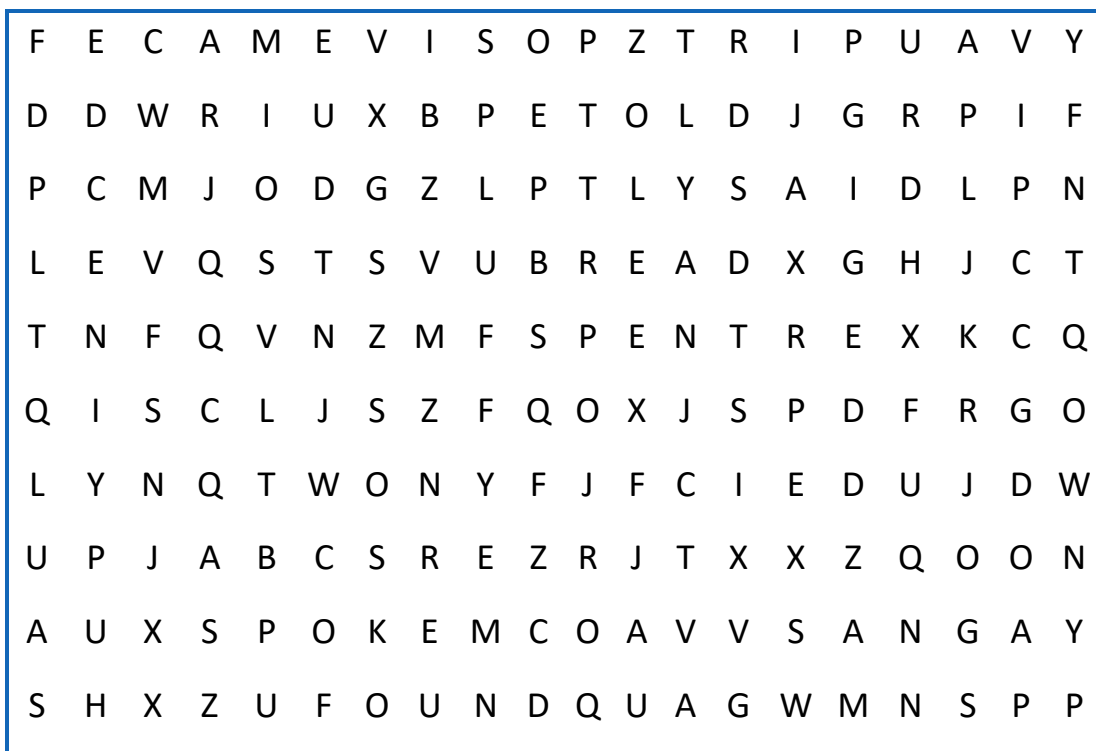 F E C A M E V I S O P Z T R I P U A V Y
D D W R I U X B P E T O L D J G R P I F
P C M J O D G Z L P T L Y S A I D L P N
L E V Q S T S V U B R E A D X G H J C T
T N F Q V N Z M F S P E N T R E X K C Q
Q I S C L J S Z F Q O X J S P D F R G O
L Y N Q T W O N Y F J F C I E D U J D W
U P J A B C S R E Z R J T X X Z Q O O N
A U X S P O K E M C O A V V S A N G A Y
S H X Z U F O U N D Q U A G W M N S P P